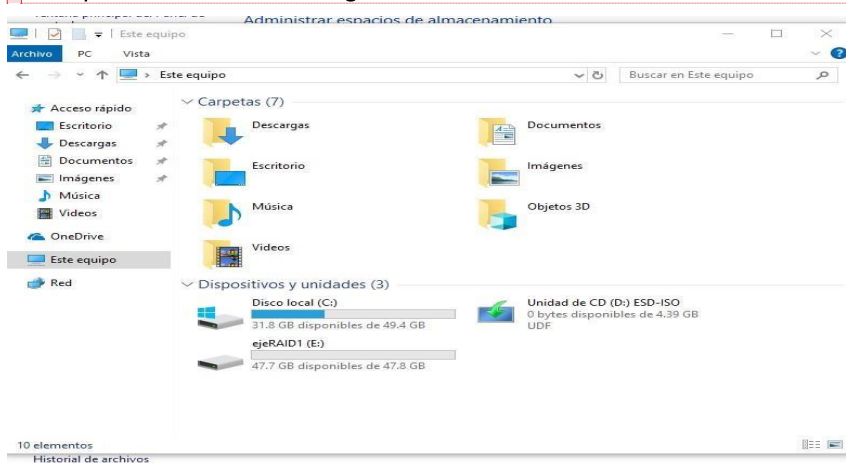 Administrar espacios de almacenamiento
Este equipo
Archivo PC Vista
Este equipo
Buscar en Este equipo
Acceso rápido
Escritorio
Descargas
Documentos
Imágenes
Música
Videos
OneDrive
Este equipo
Red
Carpetas (7)
Descargas
Documentos
Escritorio
Imágenes
Música
Objetos 3D
Videos
Dispositivos y unidades (3)
Disco local (C:)
31.8 GB disponibles de 49.4 GB
Unidad de CD (D:) ESD-ISO
0 bytes disponibles de 4.39 GB
UDF
ejeRAID1 (E:)
47.7 GB disponibles de 47.8 GB
10 elementos
Historial de archivos